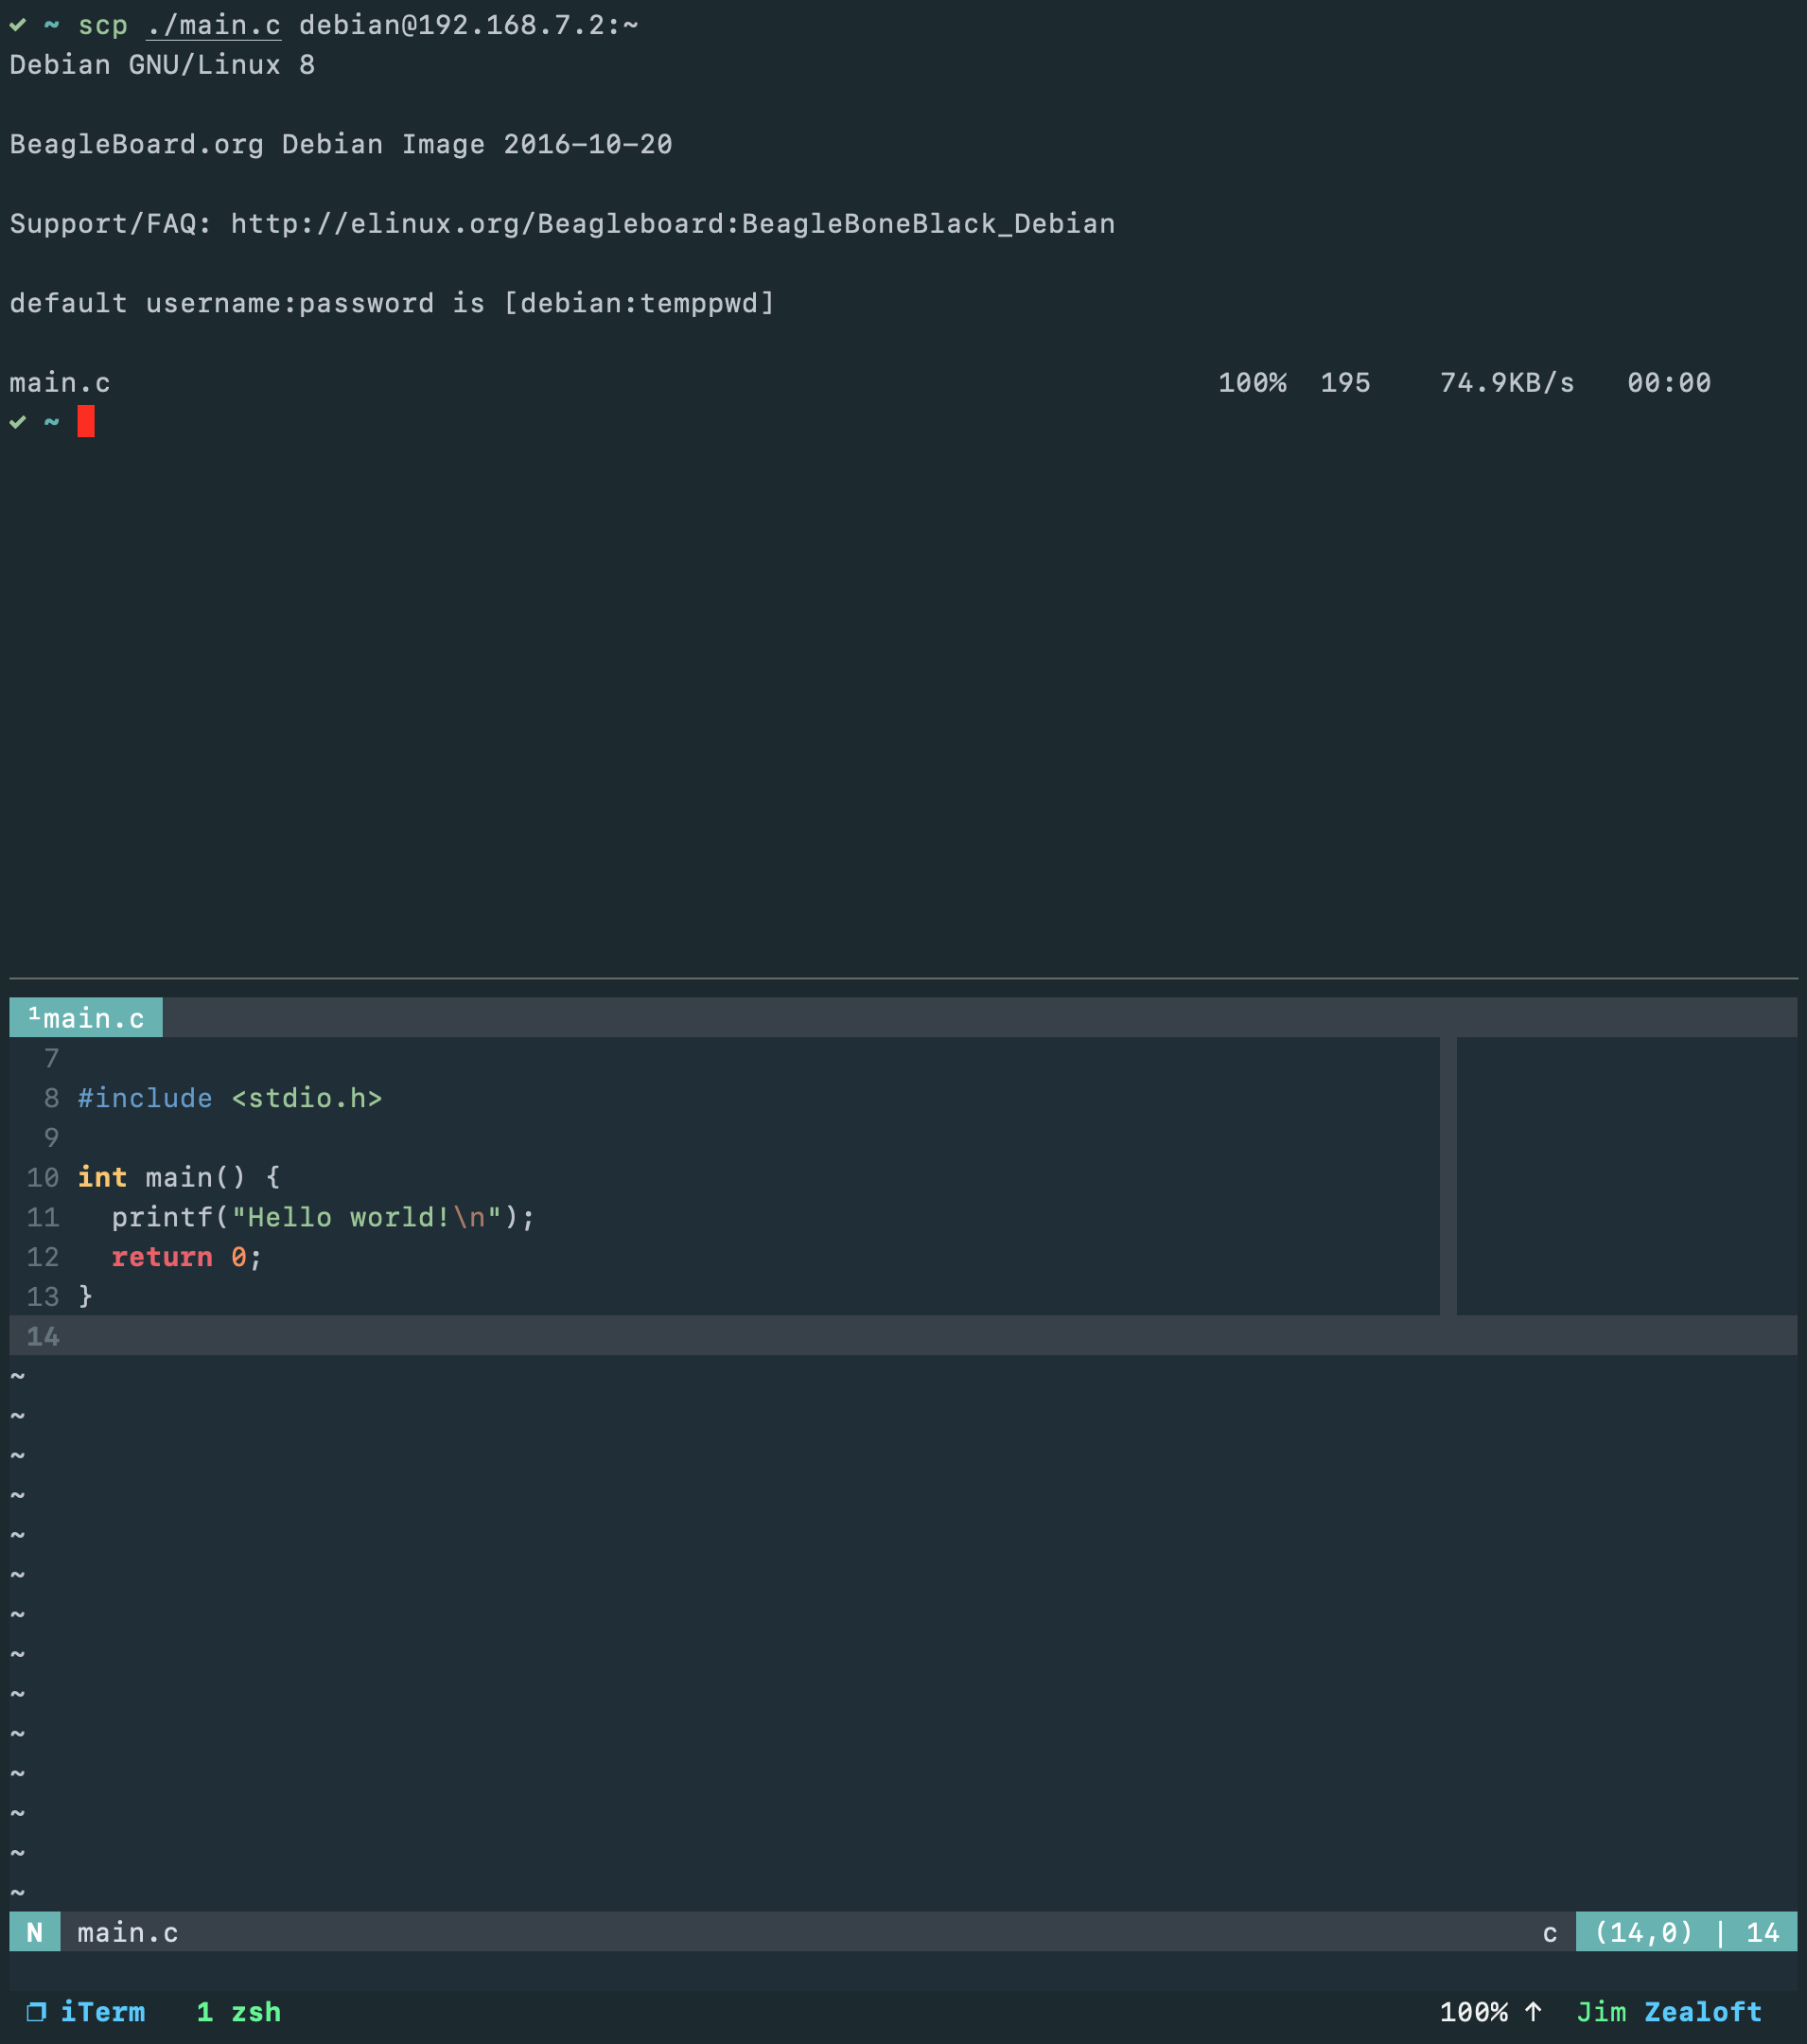 ✔ ~ scp ./main.c debian@192.168.7.2:~
Debian GNU/Linux 8
BeagleBoard.org Debian Image 2016-10-20
Support/FAQ: http://elinux.org/Beagleboard:BeagleBoneBlack_Debian
default username:password is [debian:temppwd]
main.c 100% 195 74.9KB/s 00:00
✔ ~
¹main.c
7
8 #include <stdio.h>
9
10 int main() {
11   printf("Hello world!\n");
12   return 0;
13 }
14
~
~
~
~
~
~
~
~
~
~
~
~
~
~
N main.c c (14,0) | 14
❐ iTerm 1 zsh 100% ↑ Jim Zealoft